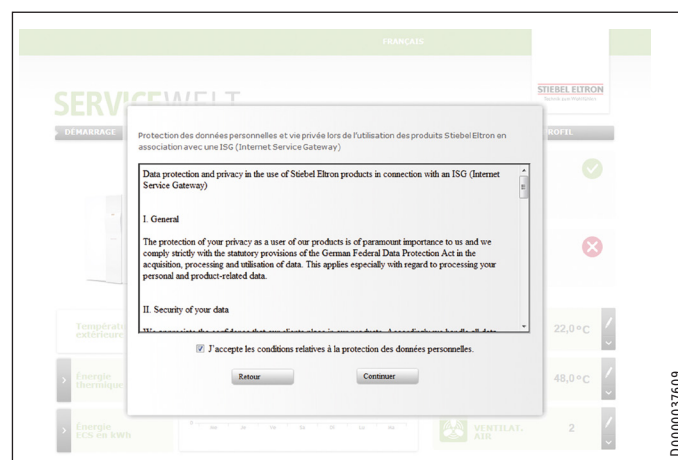 FRANÇAIS
STIEBEL ELTRON
SERVICEWELT
DÉMARRAGE
PROFIL
Protection des données personnelles et vie privée lors de l'utilisation des produits Stiebel Eltron en
association avec une ISG (Internet Service Gateway)
Data protection and privacy in the use of Stiebel Eltron products in connection with an ISG (Internet
Service Gateway)
I. General
The protection of your privacy as a user of our products is of paramount importance to us and we
comply strictly with the statutory provisions of the German Federal Data Protection Act in the
acquisition, processing and utilisation of data. This applies especially with regard to processing your
personal and product-related data.
II. Security of your data
J'accepte les conditions relatives à la protection des données personnelles.
Retour
Continuer
Température
extérieure
22,0°C
Énergie
thermique
48,0°C
Énergie
ECS en kWh
VENTILAT.
AIR
2
D0000037609